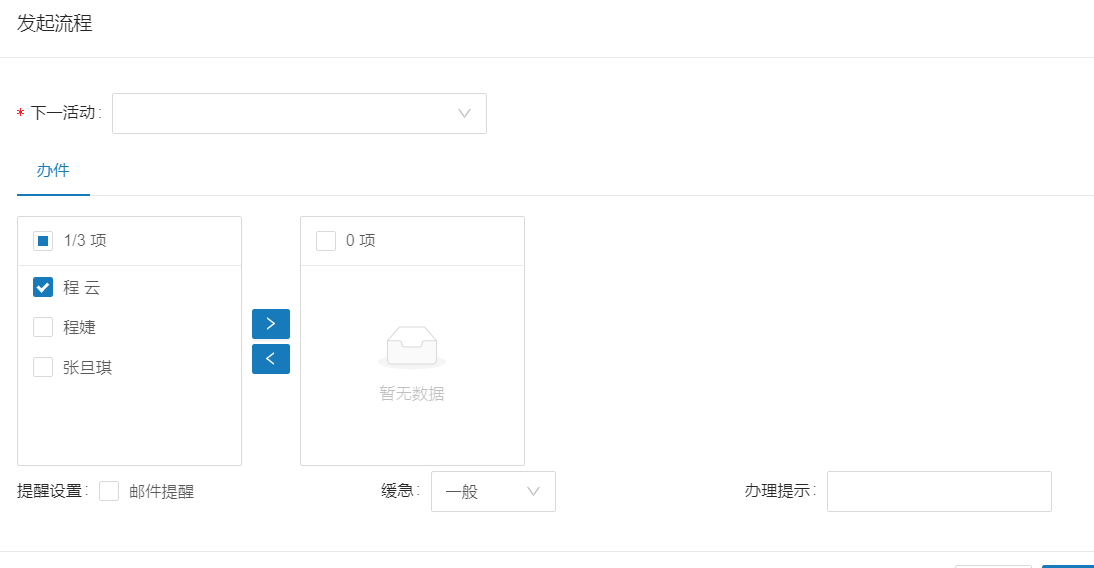 发起流程
* 下一活动:
办件
1/3 项
程 云
程婕
张旦琪
0 项
暂无数据
提醒设置: 邮件提醒 缓急: 一般 办理提示: